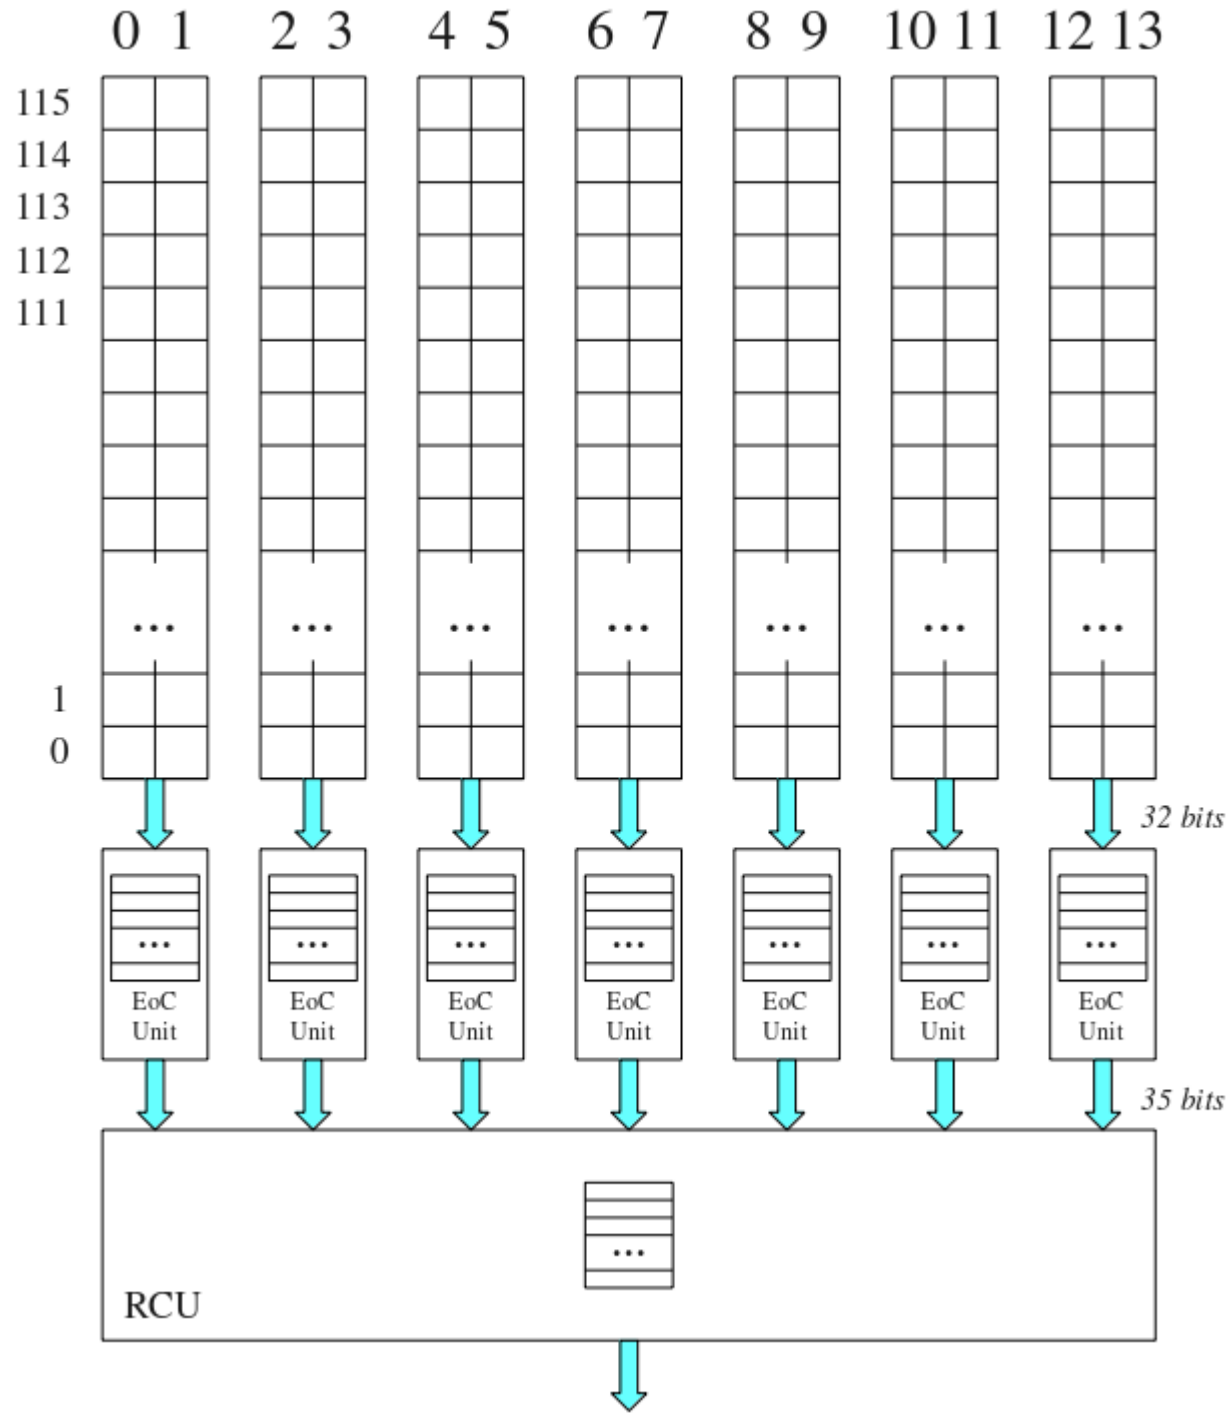 0 1 2 3 4 5 6 7 8 9 10 11 12 13
115
114
113
112
111
... ... ... ... ... ... ...
1
0
32 bits
... ... ... ... ... ... ...
EoC EoC EoC EoC EoC EoC EoC
Unit Unit Unit Unit Unit Unit Unit
35 bits
...
RCU